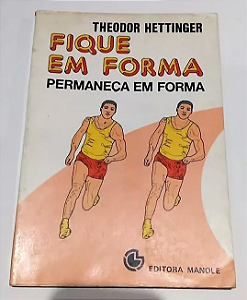 THEODOR HETTINGER
FIQUE
EM FORMA
PERMANEÇA EM FORMA
EDITORA MANOLE